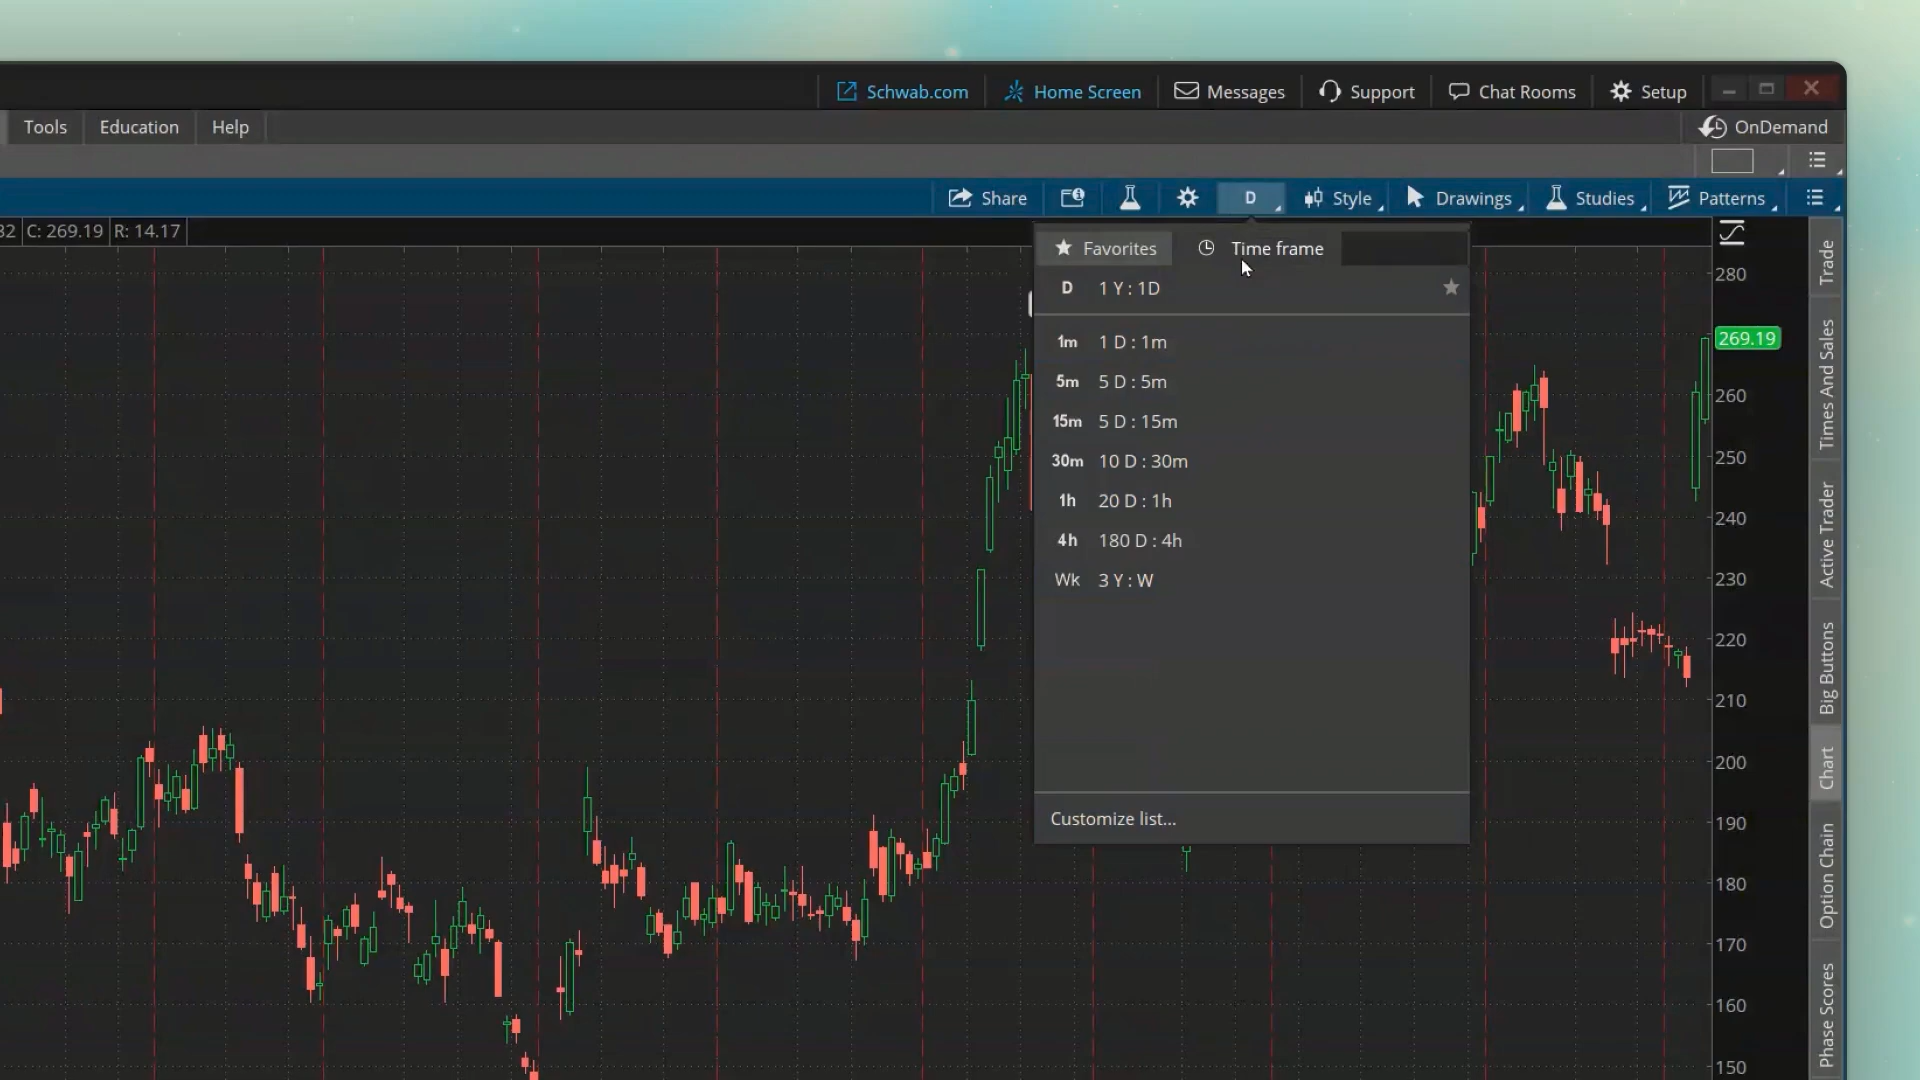 Schwab.com
Home Screen
Messages
Support
Chat Rooms
Setup
Tools
Education
Help
OnDemand
Share
D
Style
Drawings
Studies
Patterns
32
C: 269.19
R: 14.17
Favorites
Time frame
D 1 Y : 1D
1m 1 D : 1m
5m 5 D : 5m
15m 5 D : 15m
30m 10 D : 30m
1h 20 D : 1h
4h 180 D : 4h
Wk 3 Y : W
Customize list...
280
269.19
260
250
240
230
220
210
200
190
180
170
160
150
Trade
Times And Sales
Active Trader
Big Buttons
Chart
Option Chain
Phase Scores